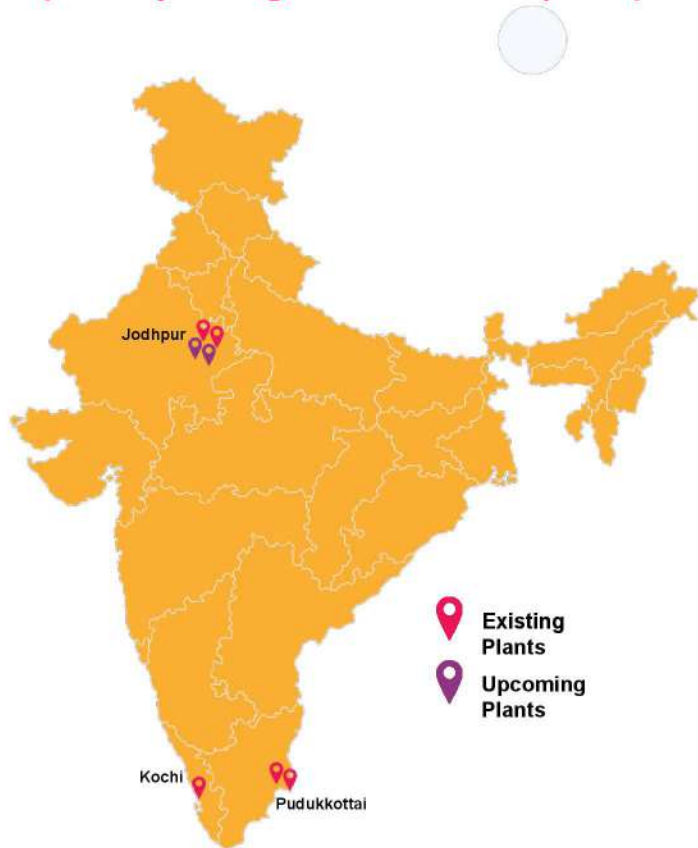 Jodhpur
Existing
Plants
Upcoming
Plants
Kochi
Pudukkottai